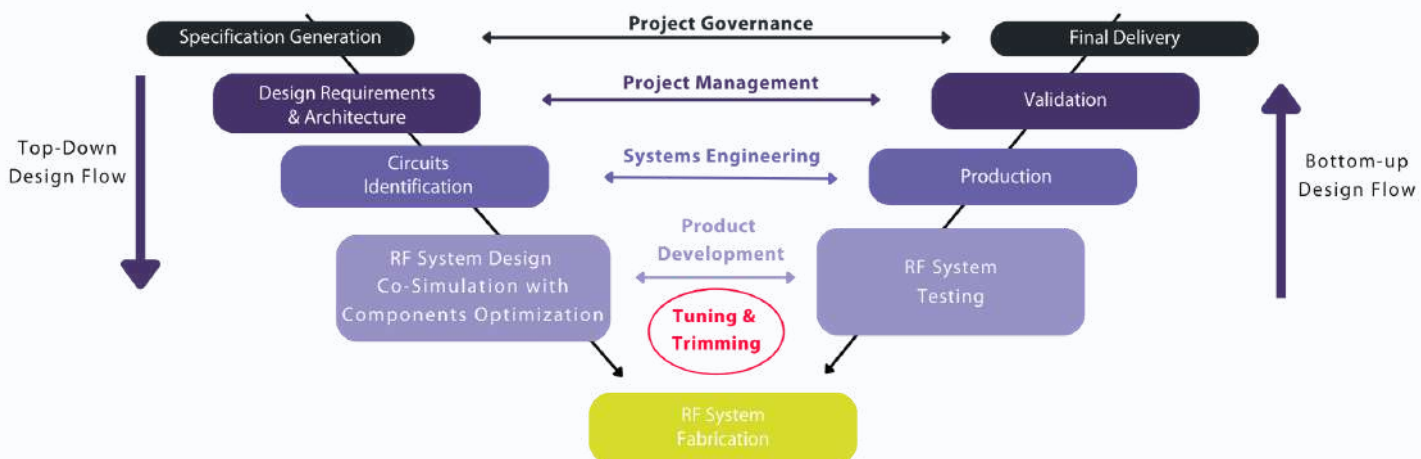 Project Governance
Specification Generation
Final Delivery
Design Requirements
& Architecture
Project Management
Validation
Top-Down
Design Flow
Circuits
Identification
Systems Engineering
Production
Bottom-up
Design Flow
RF System Design
Co-Simulation with
Components Optimization
Product
Development
RF System
Testing
Tuning &
Trimming
RF System
Fabrication